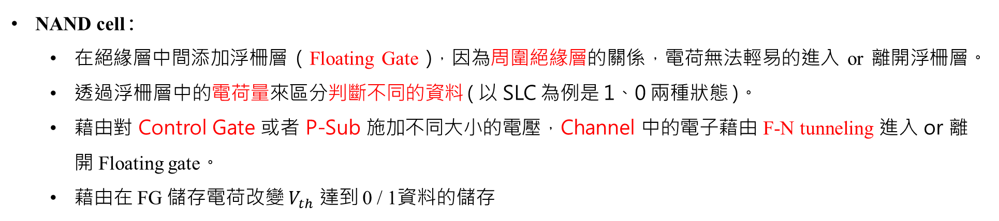 • NAND cell：
• 在絕緣層中間添加浮柵層 ( Floating Gate )，因為周圍絕緣層的關係，電荷無法輕易的進入 or 離開浮柵層。
• 透過浮柵層中的電荷量來區分判斷不同的資料 ( 以 SLC 為例是 1、0 兩種狀態 )。
• 藉由對 Control Gate 或者 P-Sub 施加不同大小的電壓，Channel 中的電子藉由 F-N tunneling 進入 or 離
開 Floating gate。
• 藉由在 FG 儲存電荷改變 V_{th} 達到 0 / 1資料的儲存